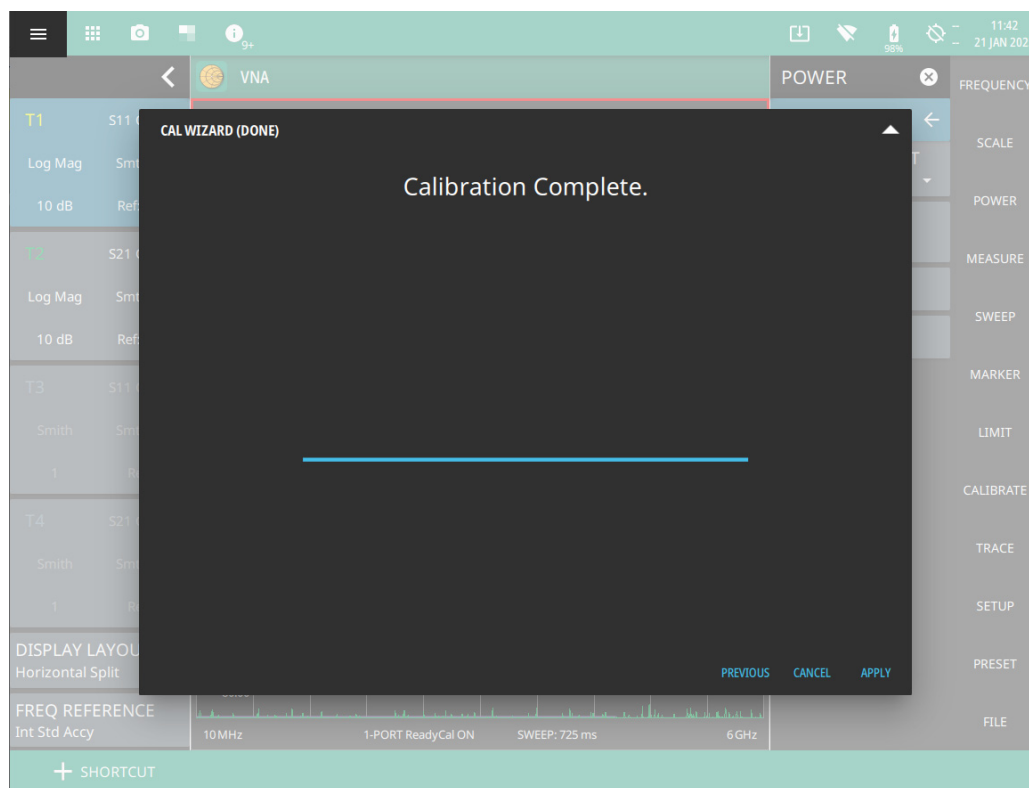 9+
98%
11:42
21 JAN 202
VNA
POWER
FREQUENCY
T1 S11
Log Mag
10 dB Ref:
T2 S21
Log Mag
10 dB Ref:
T3 S11
Smith
1
T4 S21
Smith
1
DISPLAY LAYOU
Horizontal Split
FREQ REFERENCE
Int Std Accy
CAL WIZARD (DONE)
Calibration Complete.
PREVIOUS CANCEL APPLY
10 MHz 1-PORT ReadyCal ON SWEEP: 725 ms 6 GHz
SCALE
POWER
MEASURE
SWEEP
MARKER
LIMIT
CALIBRATE
TRACE
SETUP
PRESET
FILE
SHORTCUT